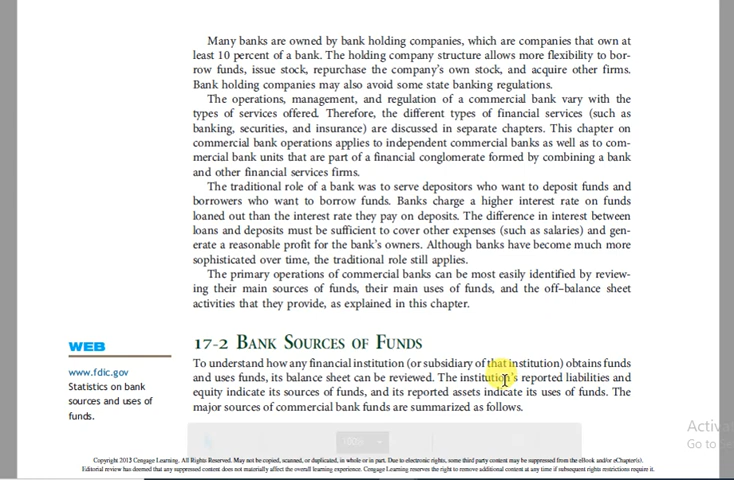 Many banks are owned by bank holding companies, which are companies that own at
least 10 percent of a bank. The holding company structure allows more flexibility to bor-
row funds, issue stock, repurchase the company's own stock, and acquire other firms.
Bank holding companies may also avoid some state banking regulations.
The operations, management, and regulation of a commercial bank vary with the
types of services offered. Therefore, the different types of financial services (such as
banking, securities, and insurance) are discussed in separate chapters. This chapter on
commercial bank operations applies to independent commercial banks as well as to com-
mercial bank units that are part of a financial conglomerate formed by combining a bank
and other financial services firms.
The traditional role of a bank was to serve depositors who want to deposit funds and
borrowers who want to borrow funds. Banks charge a higher interest rate on funds
loaned out than the interest rate they pay on deposits. The difference in interest between
loans and deposits must be sufficient to cover other expenses (such as salaries) and gen-
erate a reasonable profit for the bank's owners. Although banks have become much more
sophisticated over time, the traditional role still applies.
The primary operations of commercial banks can be most easily identified by review-
ing their main sources of funds, their main uses of funds, and the off-balance sheet
activities that they provide, as explained in this chapter.
17-2 BANK SOURCES OF FUNDS
To understand how any financial institution (or subsidiary of that institution) obtains funds
and uses funds, its balance sheet can be reviewed. The institution's reported liabilities and
equity indicate its sources of funds, and its reported assets indicate its uses of funds. The
major sources of commercial bank funds are summarized as follows.
WEB
www.fdic.gov
Statistics on bank
sources and uses of
funds.
100%
Activa
Go to
Copyright 2013 Cengage Learning. All Rights Reserved. May not be copied, scanned, or duplicated, in whole or in part. Due to electronic rights, some third party content may be suppressed from the eBook and/or eChapter(s).
Editorial review has deemed that any suppressed content does not materially affect the overall learning experience. Cengage Learning reserves the right to remove additional content at any time if subsequent rights restrictions require it.